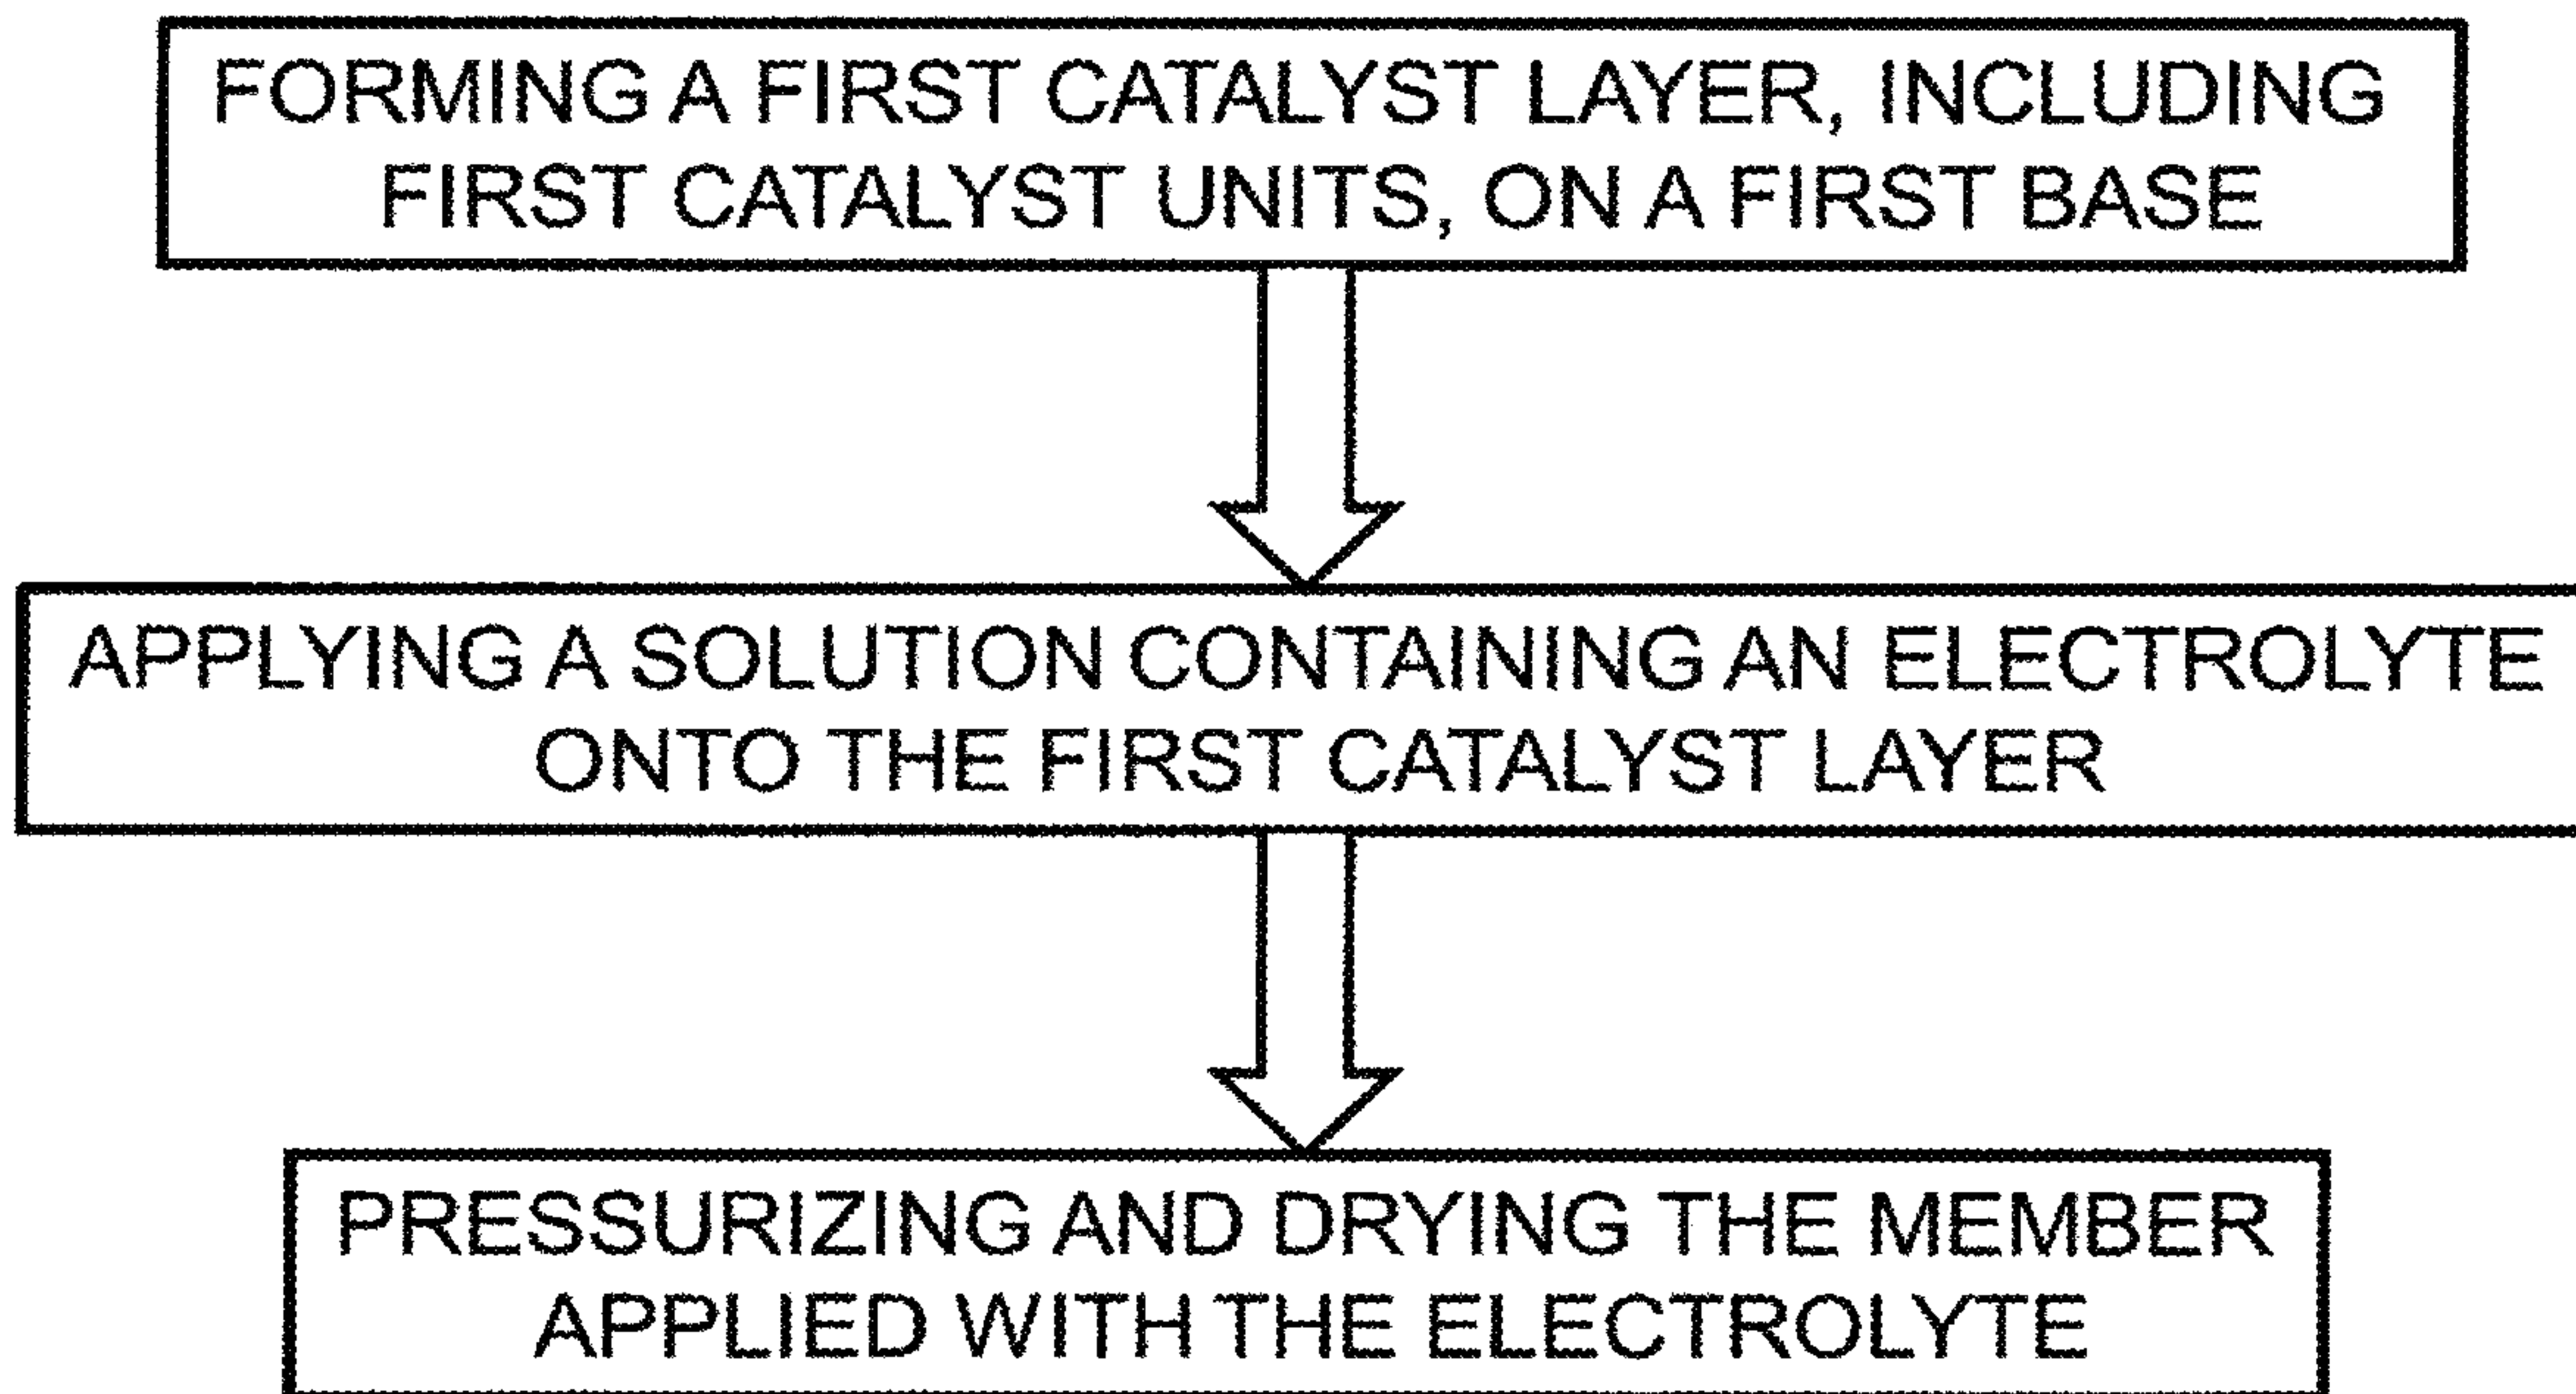 FORMING A FIRST CATALYST LAYER, INCLUDING
FIRST CATALYST UNITS, ON A FIRST BASE
APPLYING A SOLUTION CONTAINING AN ELECTROLYTE
ONTO THE FIRST CATALYST LAYER
PRESSURIZING AND DRYING THE MEMBER
APPLIED WITH THE ELECTROLYTE